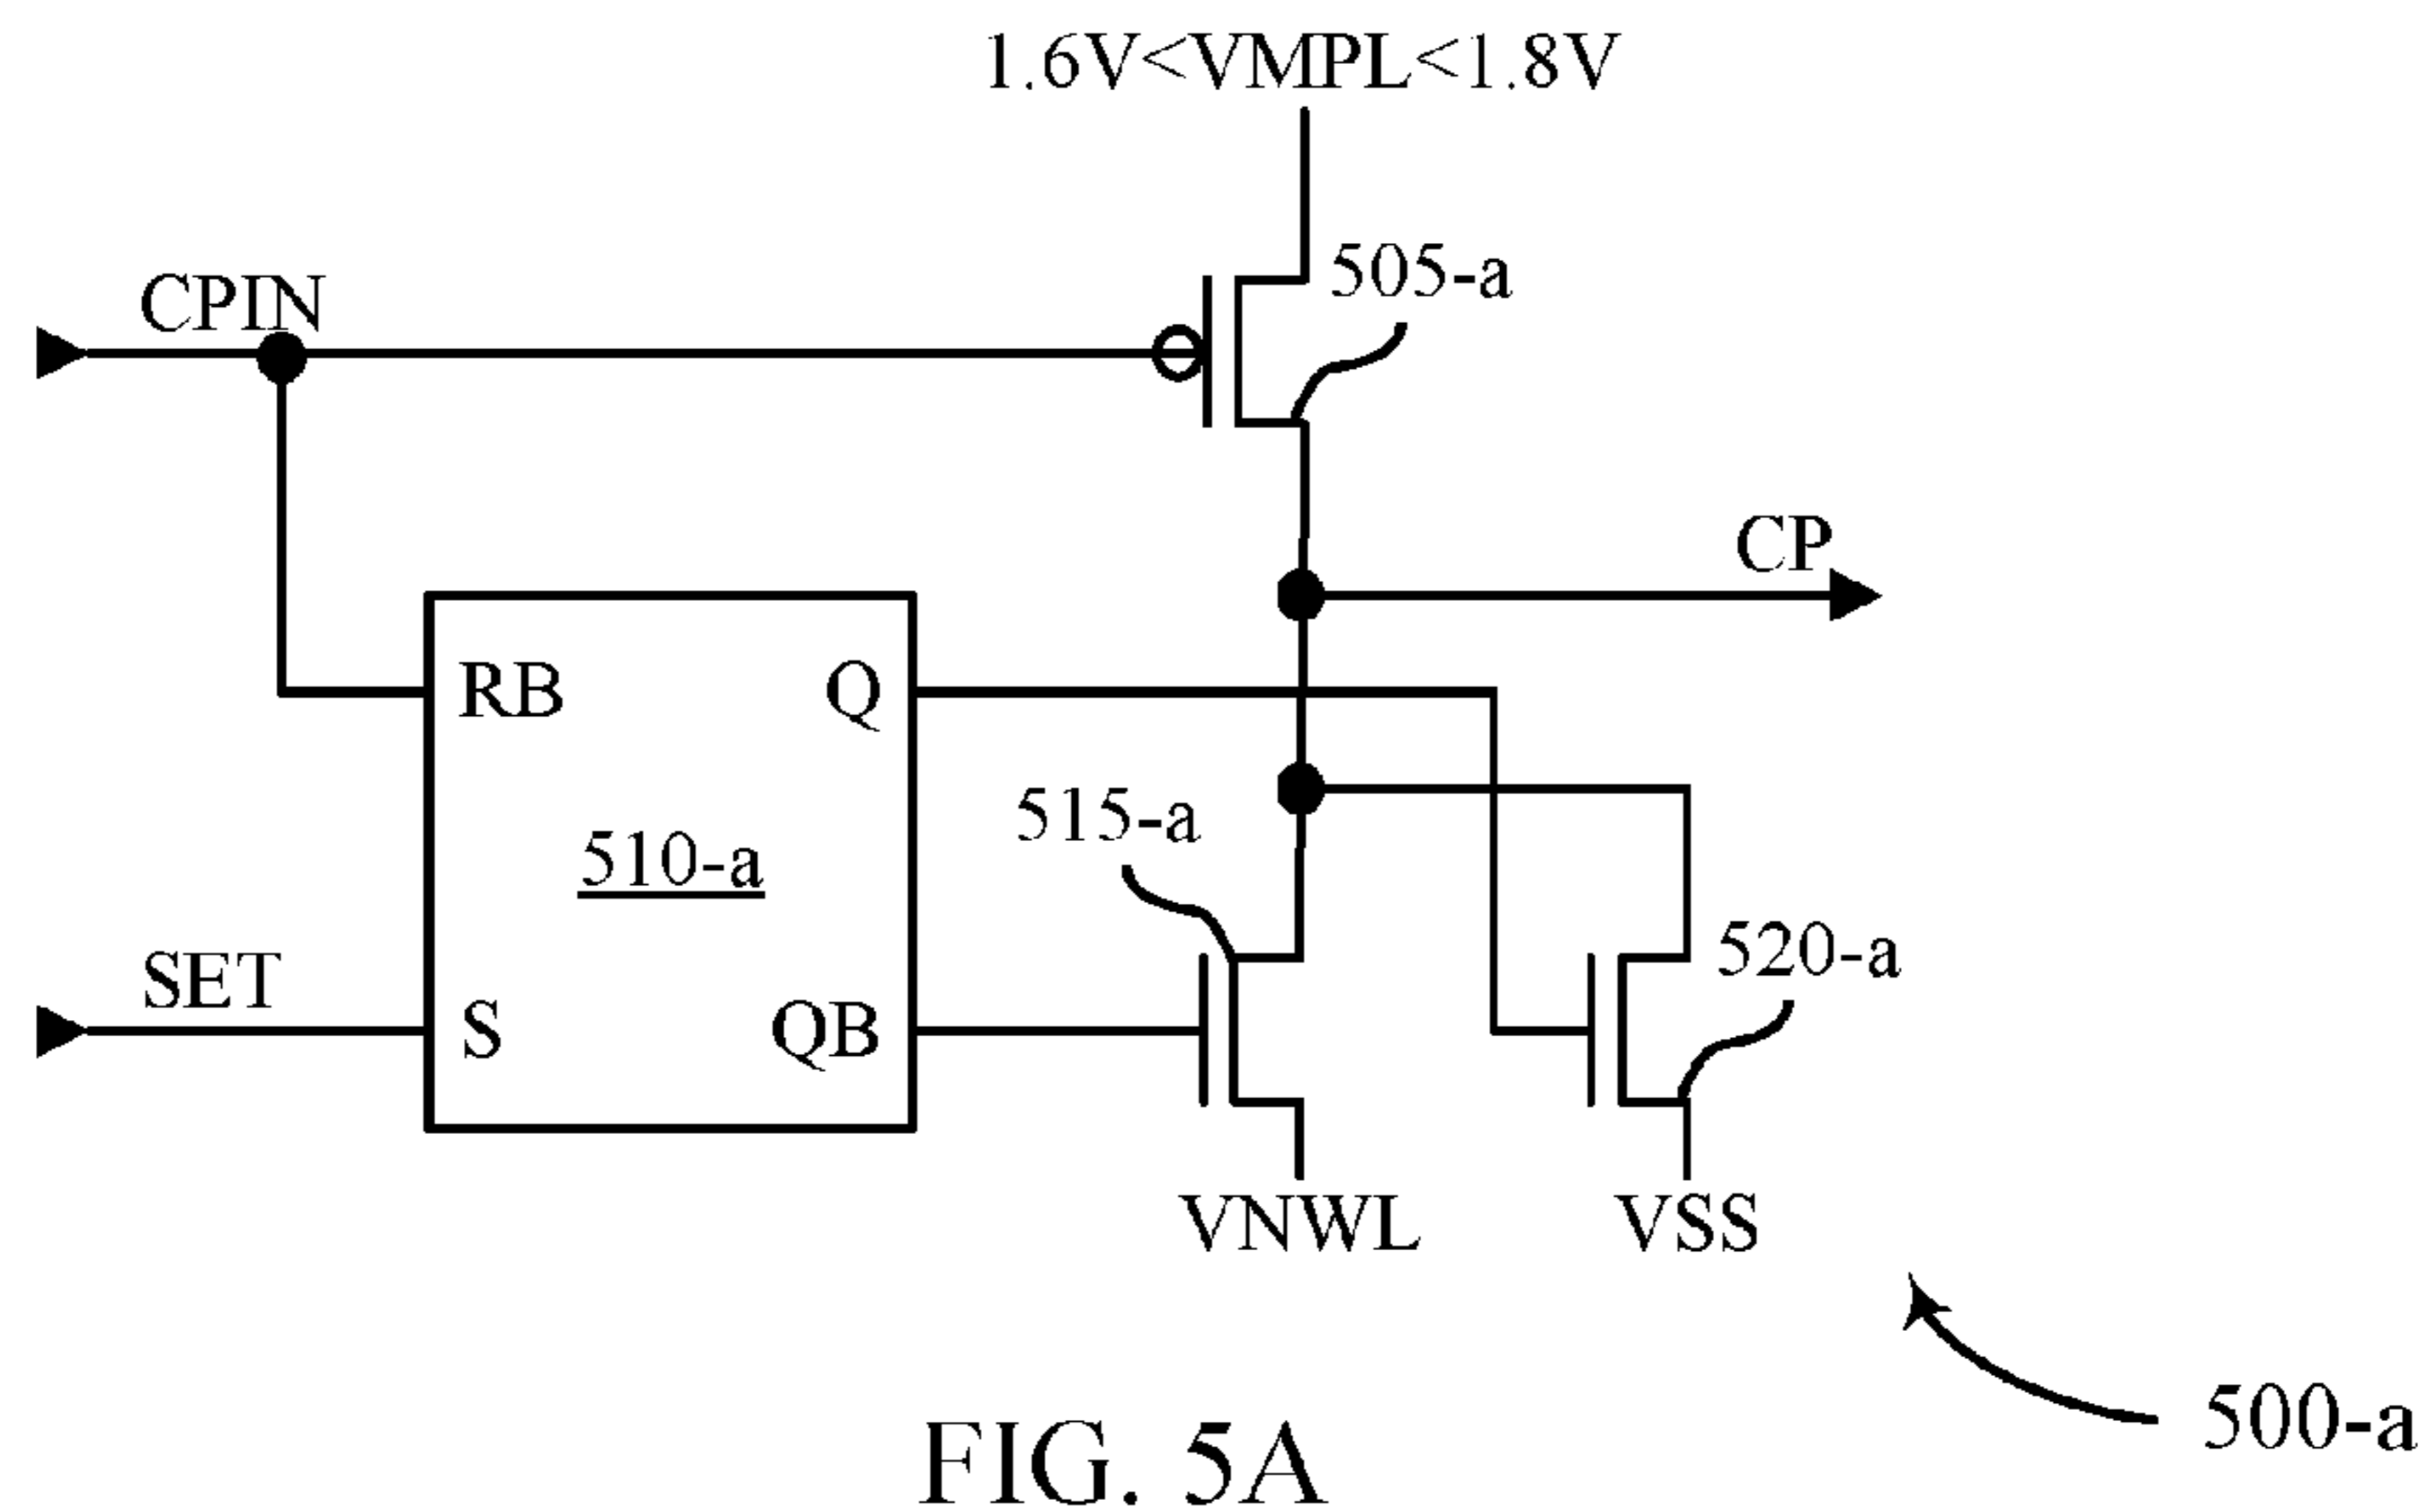 1.6V<VMPL<1.8V
505-a
CPIN
CP
RB
Q
515-a
510-a
520-a
SET
S
QB
VNWL
VSS
500-a
FIG. 5A